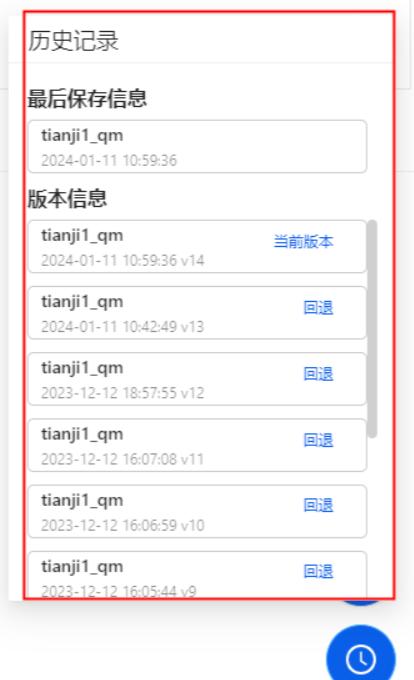 历史记录
最后保存信息
tianji1_qm
2024-01-11 10:59:36
版本信息
tianji1_qm
当前版本
2024-01-11 10:59:36 v14
tianji1_qm
回退
2024-01-11 10:42:49 v13
tianji1_qm
回退
2023-12-12 18:57:55 v12
tianji1_qm
回退
2023-12-12 16:07:08 v11
tianji1_qm
回退
2023-12-12 16:06:59 v10
tianji1_qm
回退
2023-12-12 16:05:44 v9